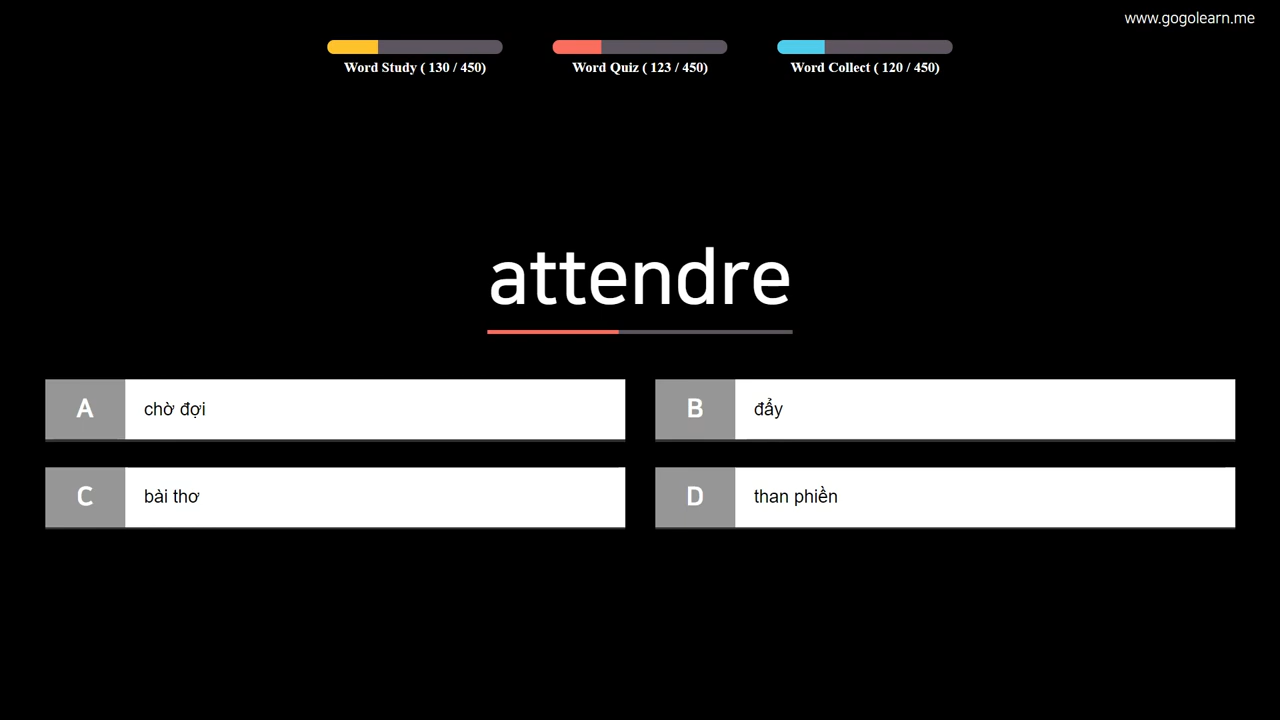 www.gogolearn.me
Word Study ( 130 / 450)
Word Quiz ( 123 / 450)
Word Collect ( 120 / 450)
attendre
A chờ đợi
B đẩy
C bài thơ
D than phiền